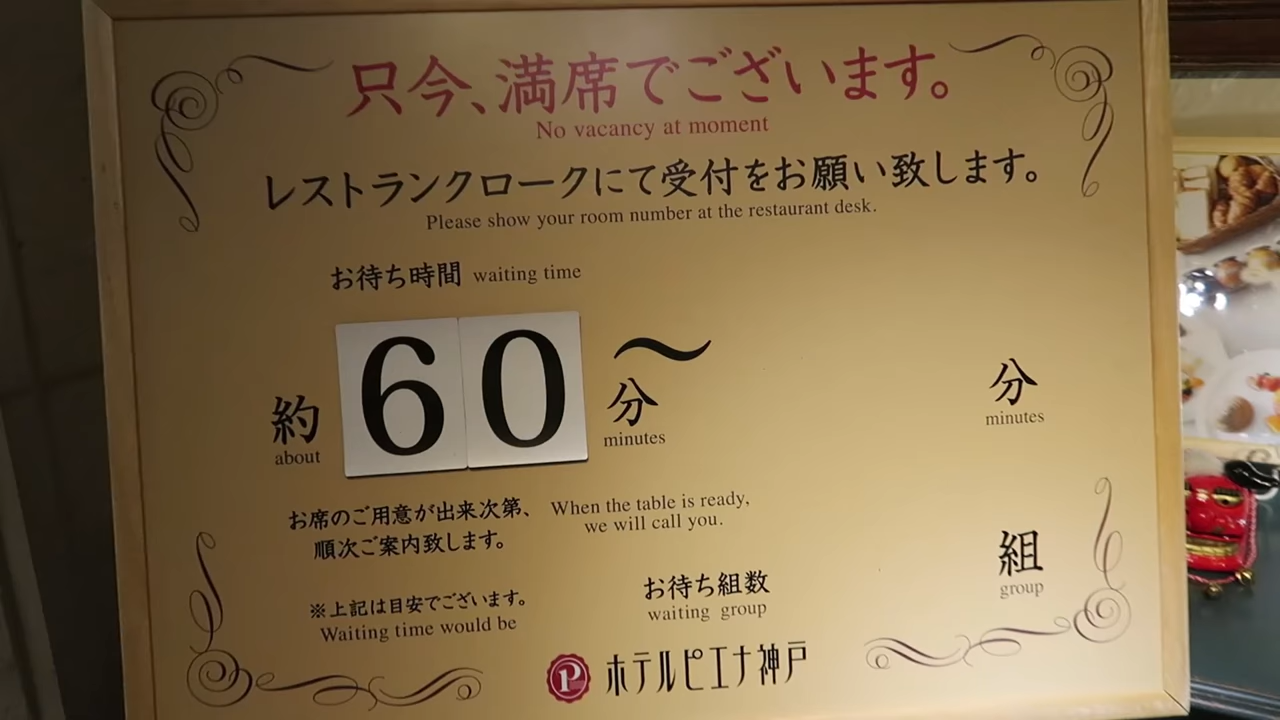 只今、満席でございます。
No vacancy at moment
レストランクロークにて受付をお願い致します。
Please show your room number at the restaurant desk.
お待ち時間 waiting time
約 60 〜 分 分
about minutes minutes
お席のご用意が出来次第、 When the table is ready,
順次ご案内致します。 we will call you.
※上記は目安でございます。 お待ち組数 組
Waiting time would be waiting group group
P ホテルピエナ神戸